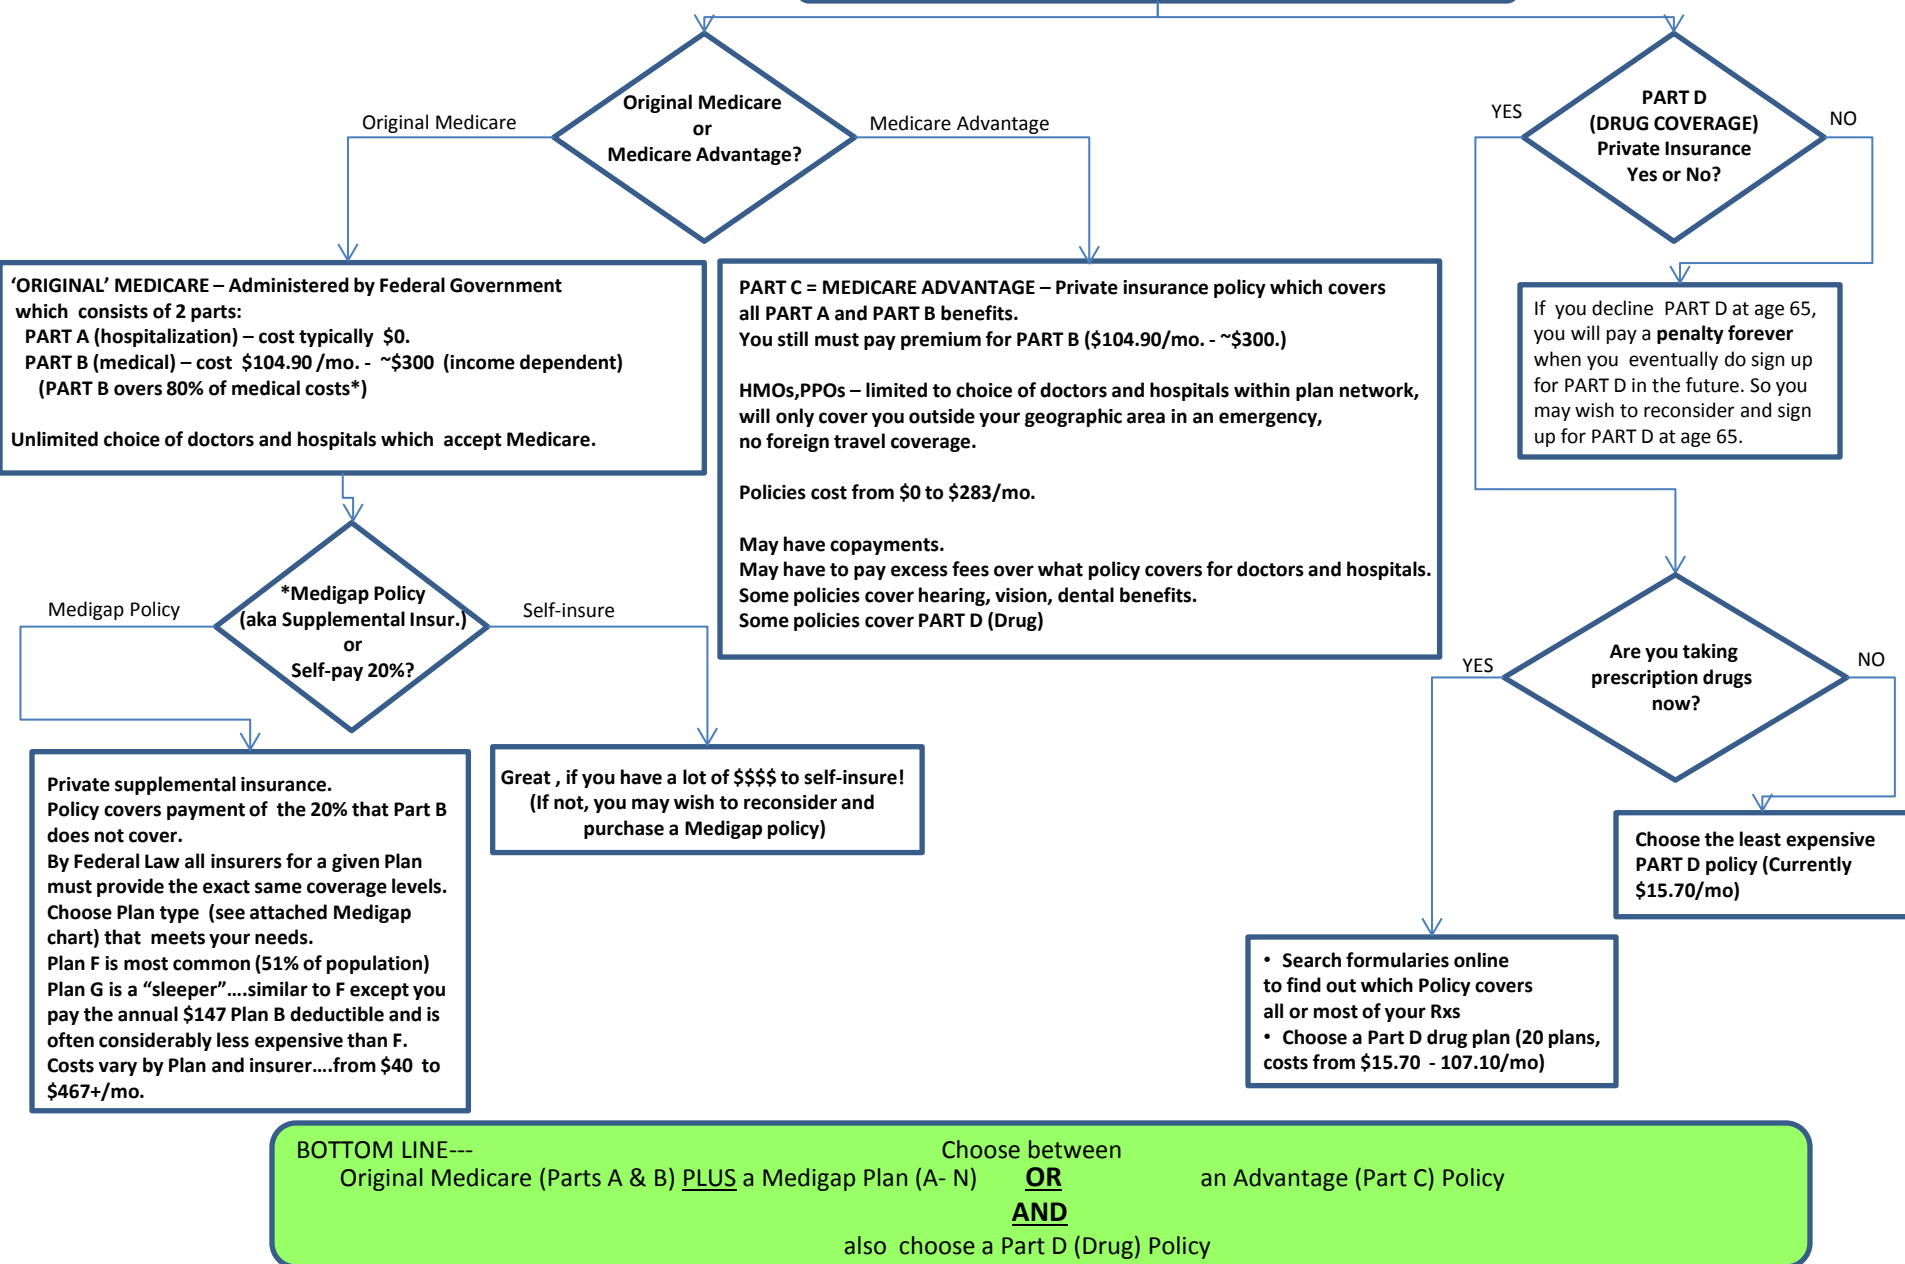 Original Medicare
or
Medicare Advantage?
Original Medicare
Medicare Advantage
PART D
(DRUG COVERAGE)
Private Insurance
Yes or No?
YES
NO
‘ORIGINAL’ MEDICARE – Administered by Federal Government
which consists of 2 parts:
PART A (hospitalization) – cost typically $0.
PART B (medical) – cost $104.90 /mo. - ~$300 (income dependent)
(PART B overs 80% of medical costs*)
Unlimited choice of doctors and hospitals which accept Medicare.
PART C = MEDICARE ADVANTAGE – Private insurance policy which covers
all PART A and PART B benefits.
You still must pay premium for PART B ($104.90/mo. - ~$300.)
HMOs,PPOs – limited to choice of doctors and hospitals within plan network,
will only cover you outside your geographic area in an emergency,
no foreign travel coverage.
Policies cost from $0 to $283/mo.
May have copayments.
May have to pay excess fees over what policy covers for doctors and hospitals.
Some policies cover hearing, vision, dental benefits.
Some policies cover PART D (Drug)
If you decline PART D at age 65,
you will pay a penalty forever
when you eventually do sign up
for PART D in the future. So you
may wish to reconsider and sign
up for PART D at age 65.
*Medigap Policy
(aka Supplemental Insur.)
or
Self-pay 20%?
Medigap Policy
Self-insure
Are you taking
prescription drugs
now?
YES
NO
Private supplemental insurance.
Policy covers payment of the 20% that Part B
does not cover.
By Federal Law all insurers for a given Plan
must provide the exact same coverage levels.
Choose Plan type (see attached Medigap
chart) that meets your needs.
Plan F is most common (51% of population)
Plan G is a “sleeper”….similar to F except you
pay the annual $147 Plan B deductible and is
often considerably less expensive than F.
Costs vary by Plan and insurer….from $40 to
$467+/mo.
Great , if you have a lot of $$$$ to self-insure!
(If not, you may wish to reconsider and
purchase a Medigap policy)
Choose the least expensive
PART D policy (Currently
$15.70/mo)
• Search formularies online
to find out which Policy covers
all or most of your Rxs
• Choose a Part D drug plan (20 plans,
costs from $15.70 - 107.10/mo)
BOTTOM LINE--- Choose between
Original Medicare (Parts A & B) PLUS a Medigap Plan (A- N) OR an Advantage (Part C) Policy
AND
also choose a Part D (Drug) Policy